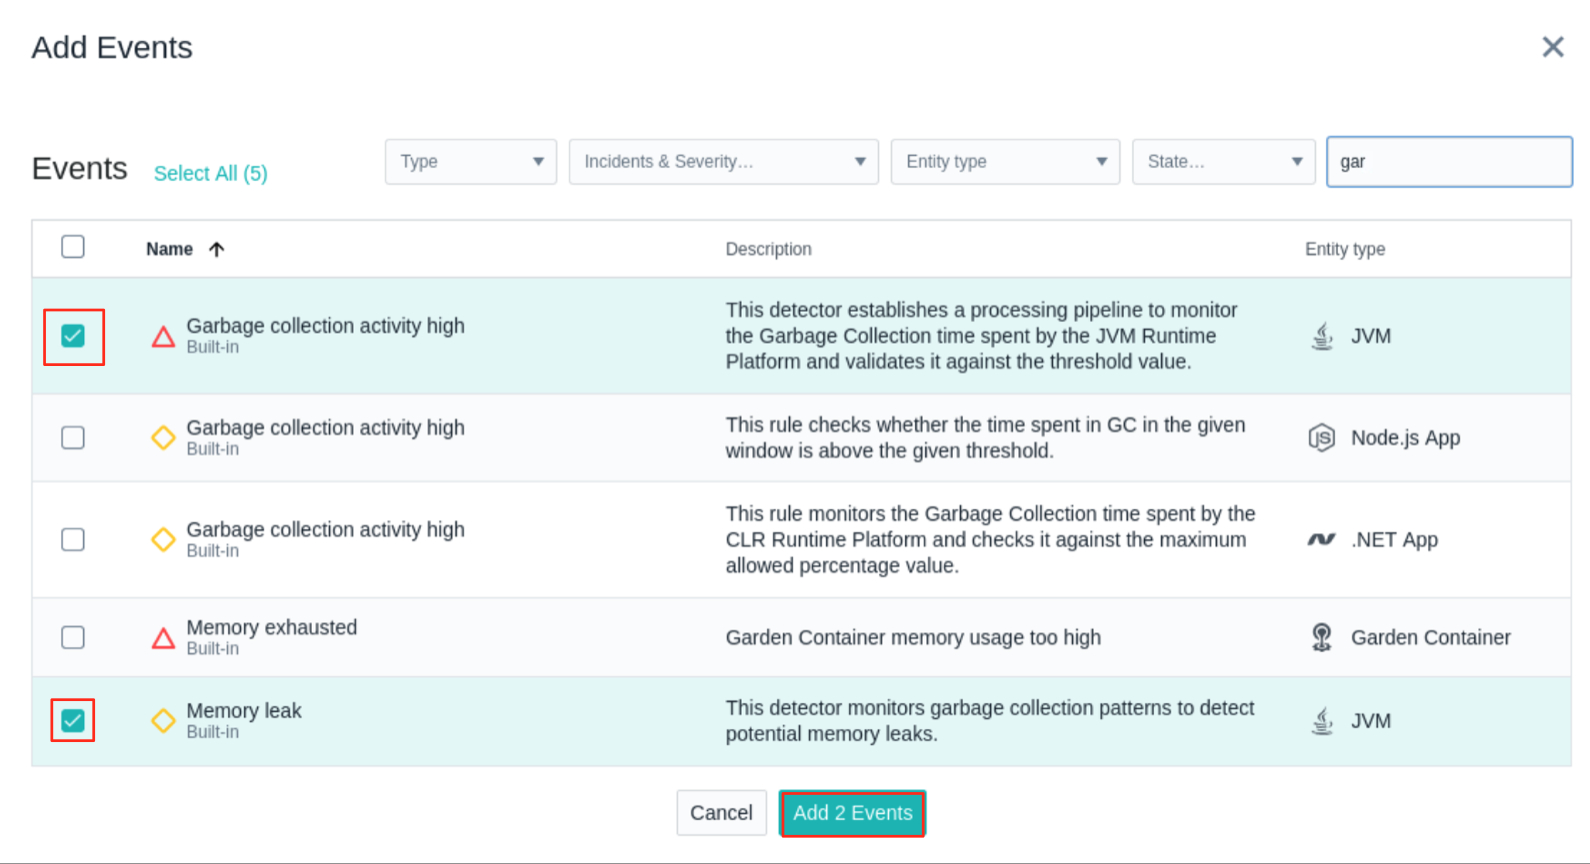 Add Events
Events
Select All (5)
Type
Incidents & Severity...
Entity type
State...
gar
Name
Description
Entity type
Garbage collection activity high
Built-in
This detector establishes a processing pipeline to monitor
the Garbage Collection time spent by the JVM Runtime
Platform and validates it against the threshold value.
JVM
Garbage collection activity high
Built-in
This rule checks whether the time spent in GC in the given
window is above the given threshold.
JS
Node.js App
Garbage collection activity high
Built-in
This rule monitors the Garbage Collection time spent by the
CLR Runtime Platform and checks it against the maximum
allowed percentage value.
.NET App
Memory exhausted
Built-in
Garden Container memory usage too high
Garden Container
Memory leak
Built-in
This detector monitors garbage collection patterns to detect
potential memory leaks.
JVM
Cancel
Add 2 Events